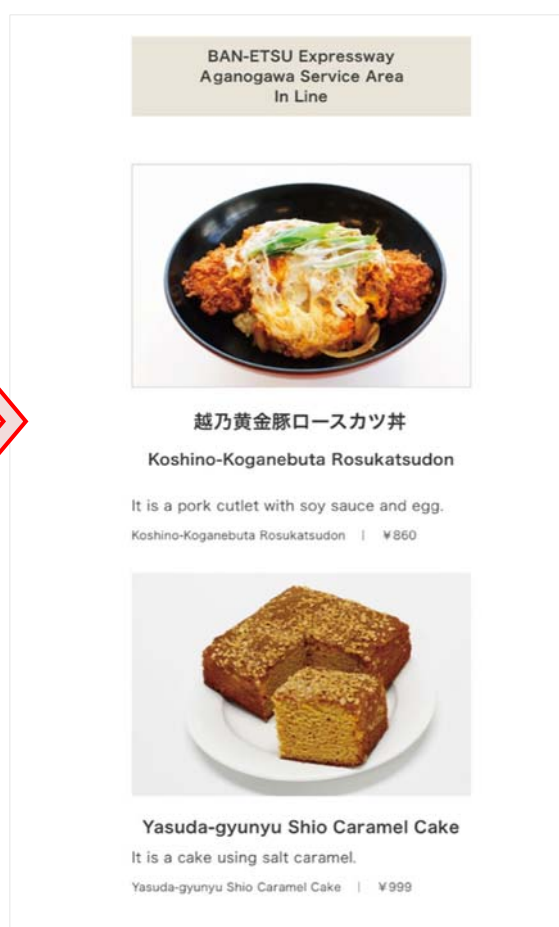 BAN-ETSU Expressway
Aganogawa Service Area
In Line
越乃黄金豚ロースカツ丼
Koshino-Koganebuta Rosukatsudon
It is a pork cutlet with soy sauce and egg.
Koshino-Koganebuta Rosukatsudon | ¥860
Yasuda-gyunyu Shio Caramel Cake
It is a cake using salt caramel.
Yasuda-gyunyu Shio Caramel Cake | ¥999